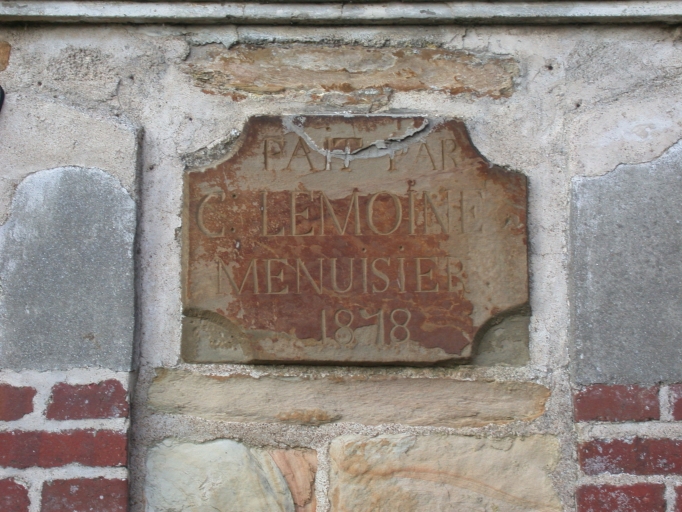 FAIT PAR
C. LEMOINE
MENUISIER
1878